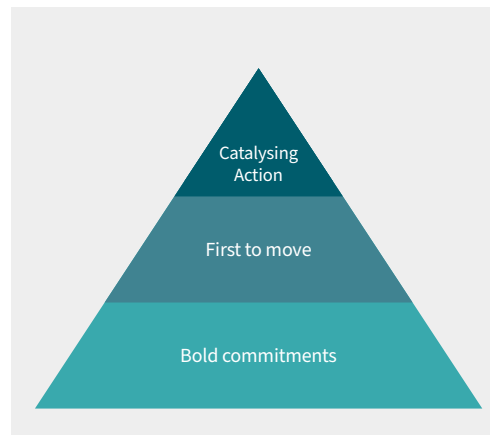 Catalysing
Action
First to move
Bold commitments